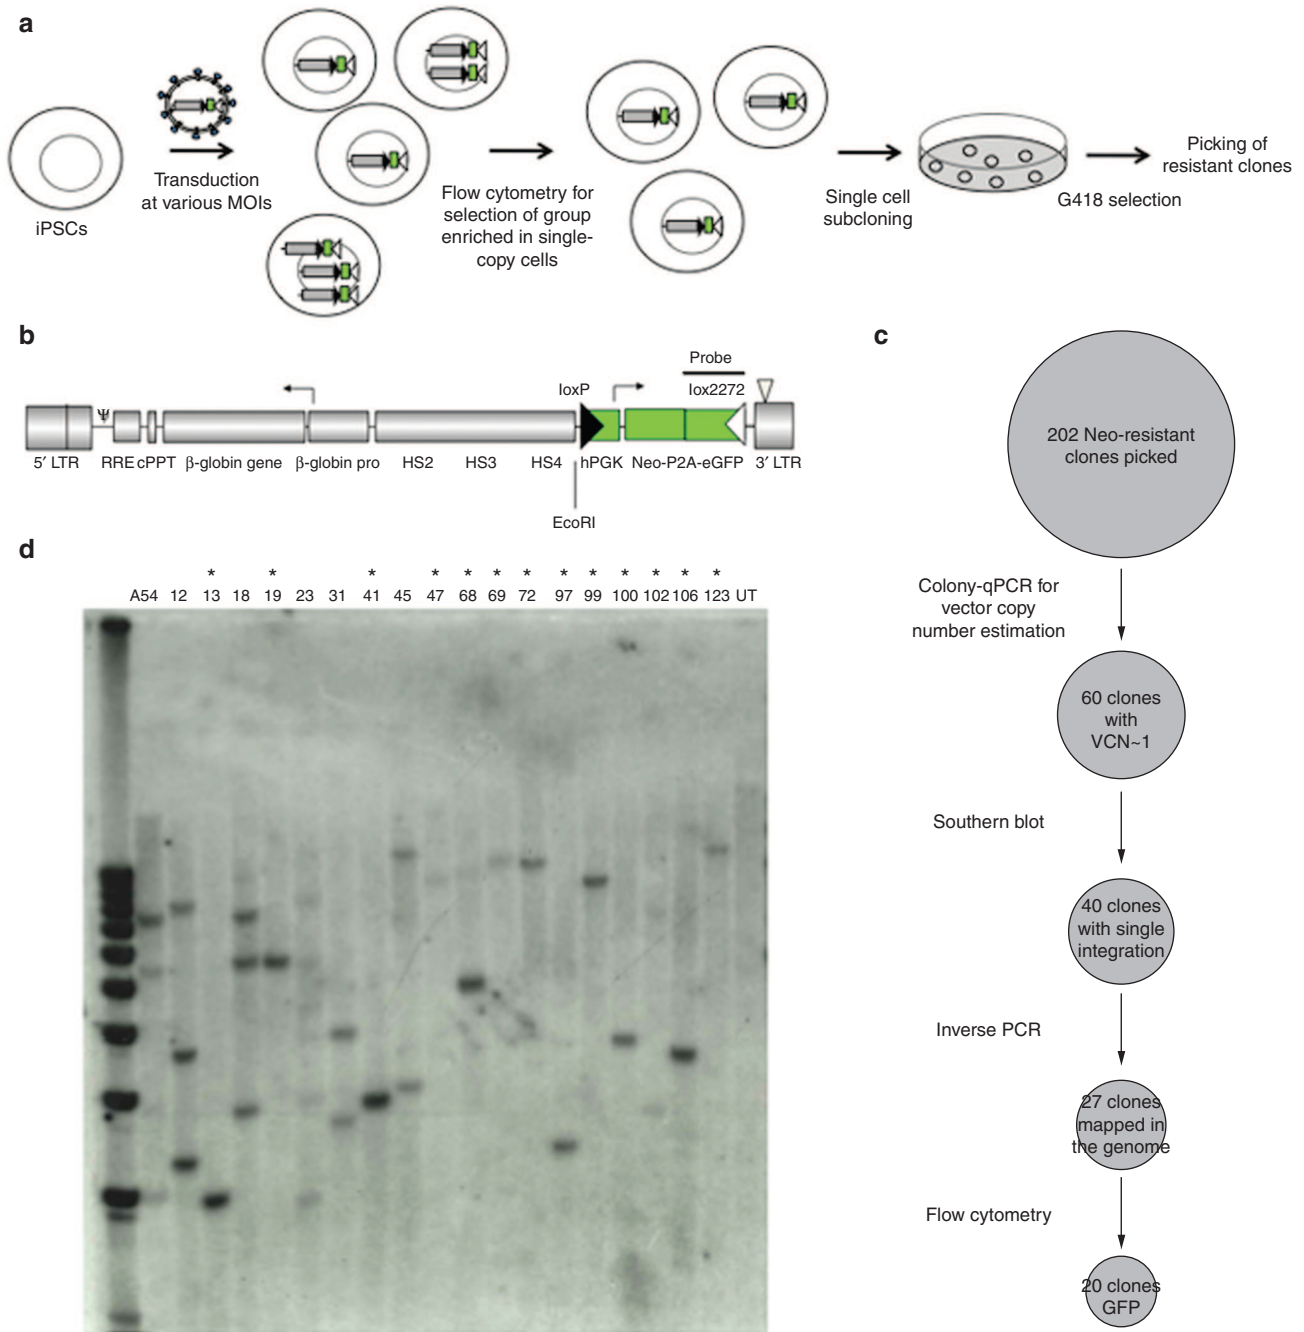 a
iPSCs
Transduction
at various MOIs
Flow cytometry for
selection of group
enriched in single-
copy cells
Single cell
subcloning
G418 selection
Picking of
resistant clones
b
Probe
loxP
lox2272
Ψ
5′ LTR
RRE
cPPT
β-globin gene
β-globin pro
HS2
HS3
HS4
hPGK
Neo-P2A-eGFP
3′ LTR
EcoRI
c
202 Neo-resistant
clones picked
Colony-qPCR for
vector copy
number estimation
60 clones
with
VCN~1
Southern blot
40 clones
with single
integration
Inverse PCR
27 clones
mapped in
the genome
Flow cytometry
20 clones
GFP
d
* * * * * * * * * * * * *
A54 12 13 18 19 23 31 41 45 47 68 69 72 97 99 100 102 106 123 UT